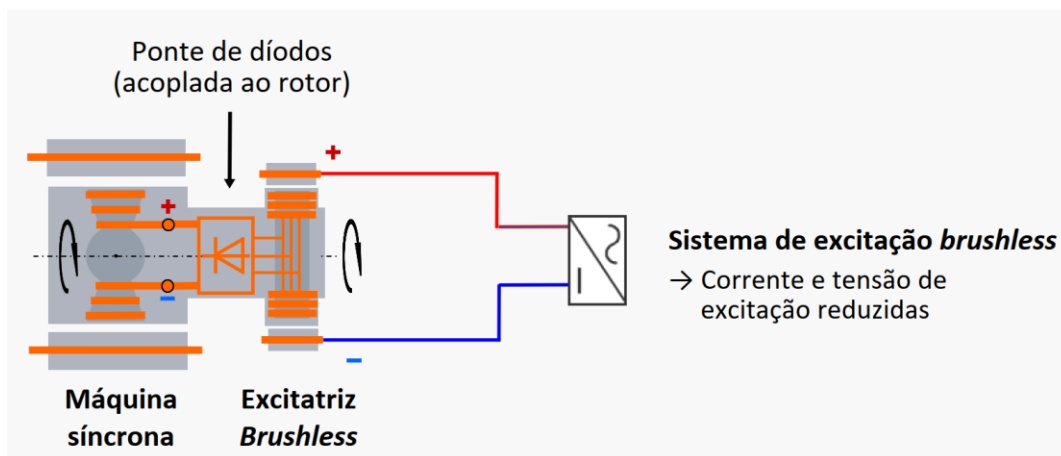 Ponte de díodos
(acoplada ao rotor)
+
+
−
−
Sistema de excitação brushless
→ Corrente e tensão de
excitação reduzidas
Máquina
síncrona
Excitatriz
Brushless